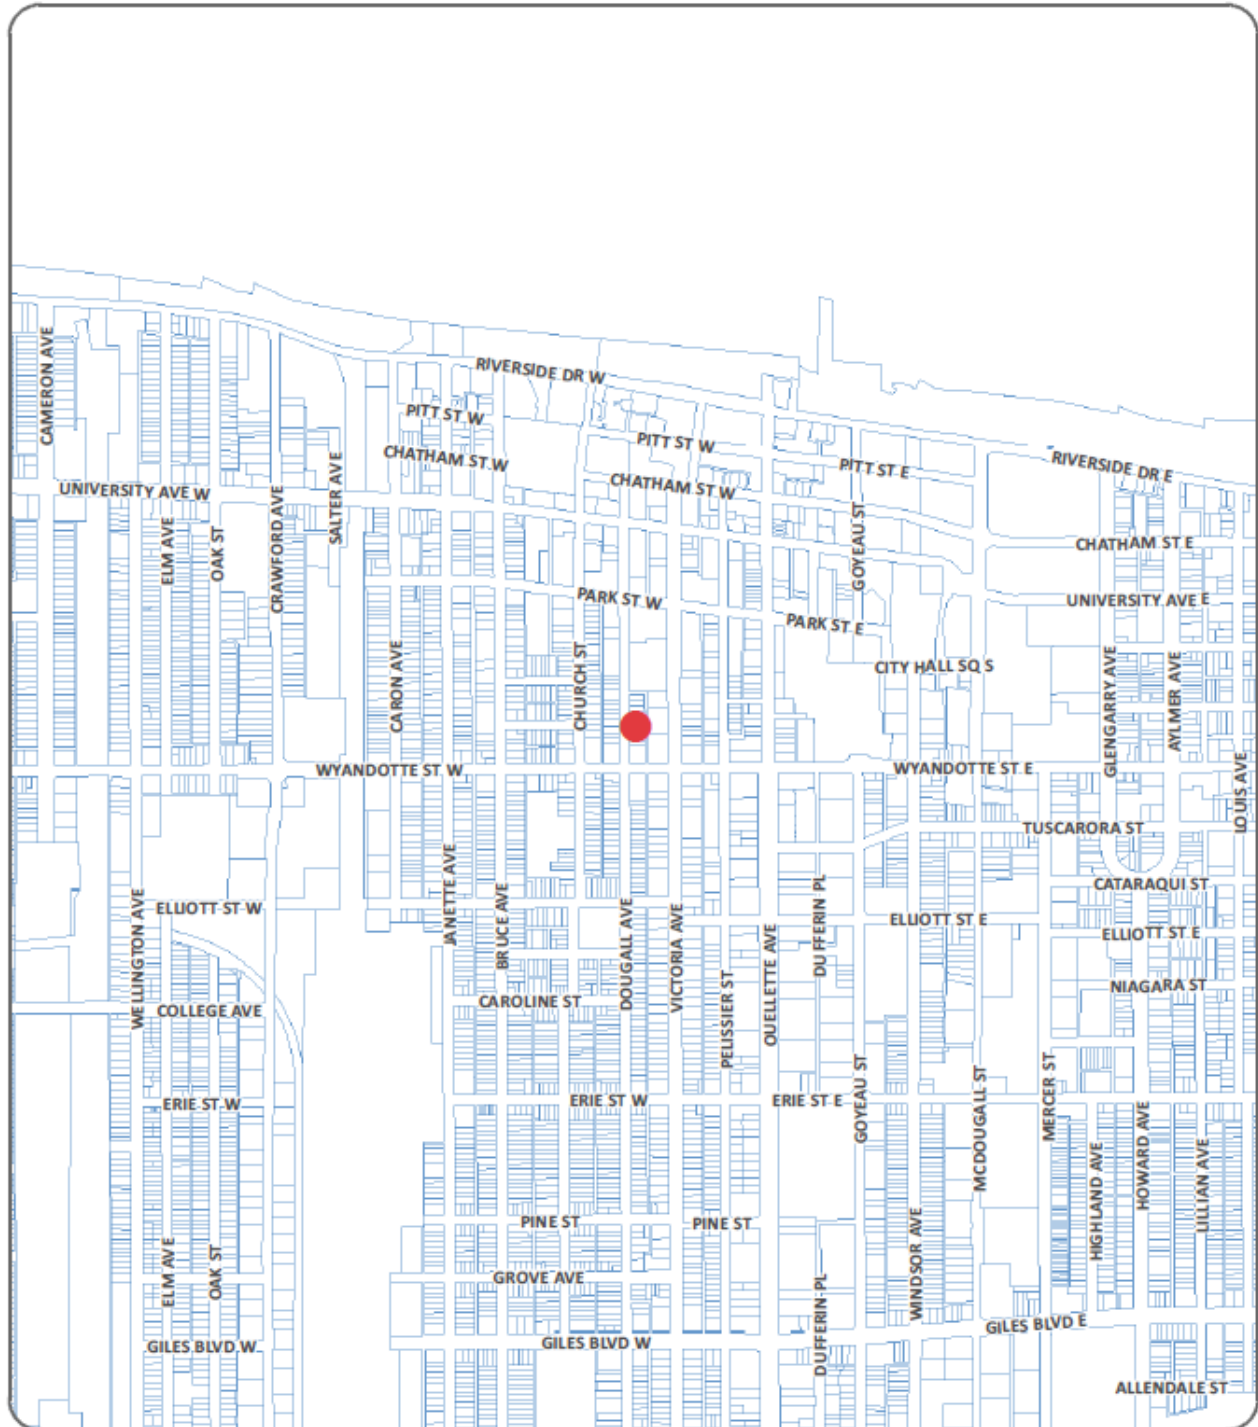 RIVERSIDE DR W
CAMERON AVE
PITT ST W
PITT ST W
CHATHAM ST W
PITT ST E
RIVERSIDE DR E
UNIVERSITY AVE W
CHATHAM ST W
SALTER AVE
CRAWFORD AVE
ELM AVE
OAK ST
GOYEAU ST
CHATHAM ST E
PARK ST W
UNIVERSITY AVE E
PARK ST E
CITY HALL SQ S
CARON AVE
CHURCH ST
GLENGARRY AVE
AYLMER AVE
WYANDOTTE ST W
WYANDOTTE ST E
LOUIS AVE
TUSCARORA ST
CATARAQUI ST
JANETTE AVE
BRUCE AVE
ELLIOTT ST W
DOUGALL AVE
VICTORIA AVE
DUFFERIN PL
ELLIOTT ST E
ELLIOTT ST E
WELLINGTON AVE
OUELLETTE AVE
NIAGARA ST
CAROLINE ST
COLLEGE AVE
PELISSIER ST
ERIE ST W
ERIE ST W
ERIE ST E
GOYEAU ST
MERCER ST
MCDOUGALL ST
HOWARD AVE
LILLIAN AVE
HIGHLAND AVE
PINE ST
PINE ST
WINDSOR AVE
ELM AVE
OAK ST
GROVE AVE
DUFFERIN PL
GILES BLVD E
GILES BLVD W
GILES BLVD W
ALLENDALE ST